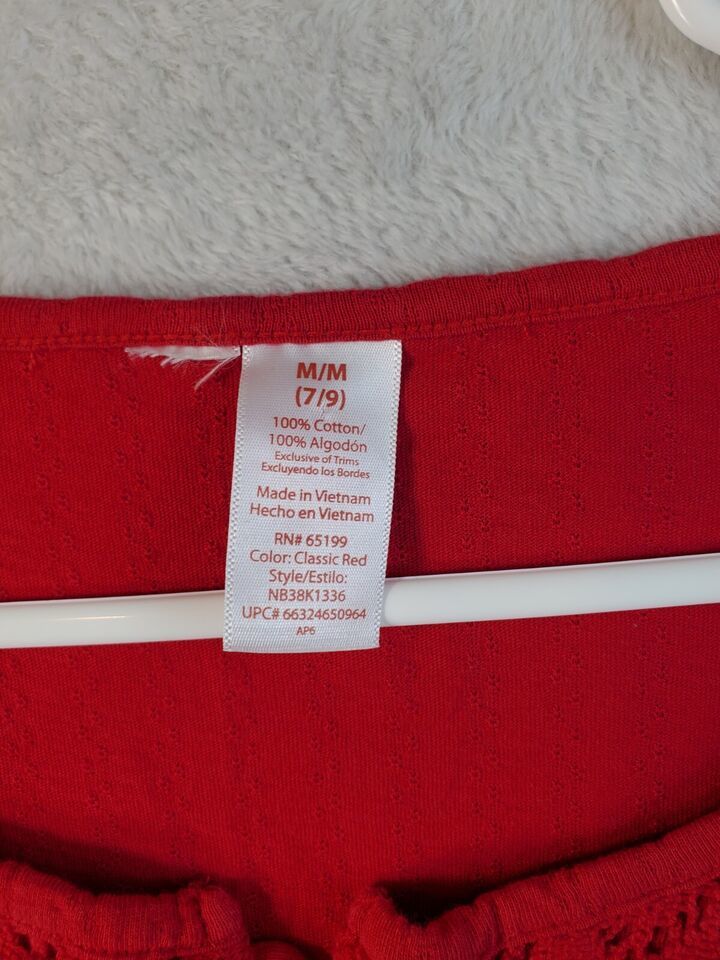 M/M
(7/9)
100% Cotton/
100% Algodón
Exclusive of Trims
Excluyendo los Bordes
Made in Vietnam
Hecho en Vietnam
RN# 65199
Color: Classic Red
Style/Estilo:
NB38K1336
UPC# 66324650964
AP6